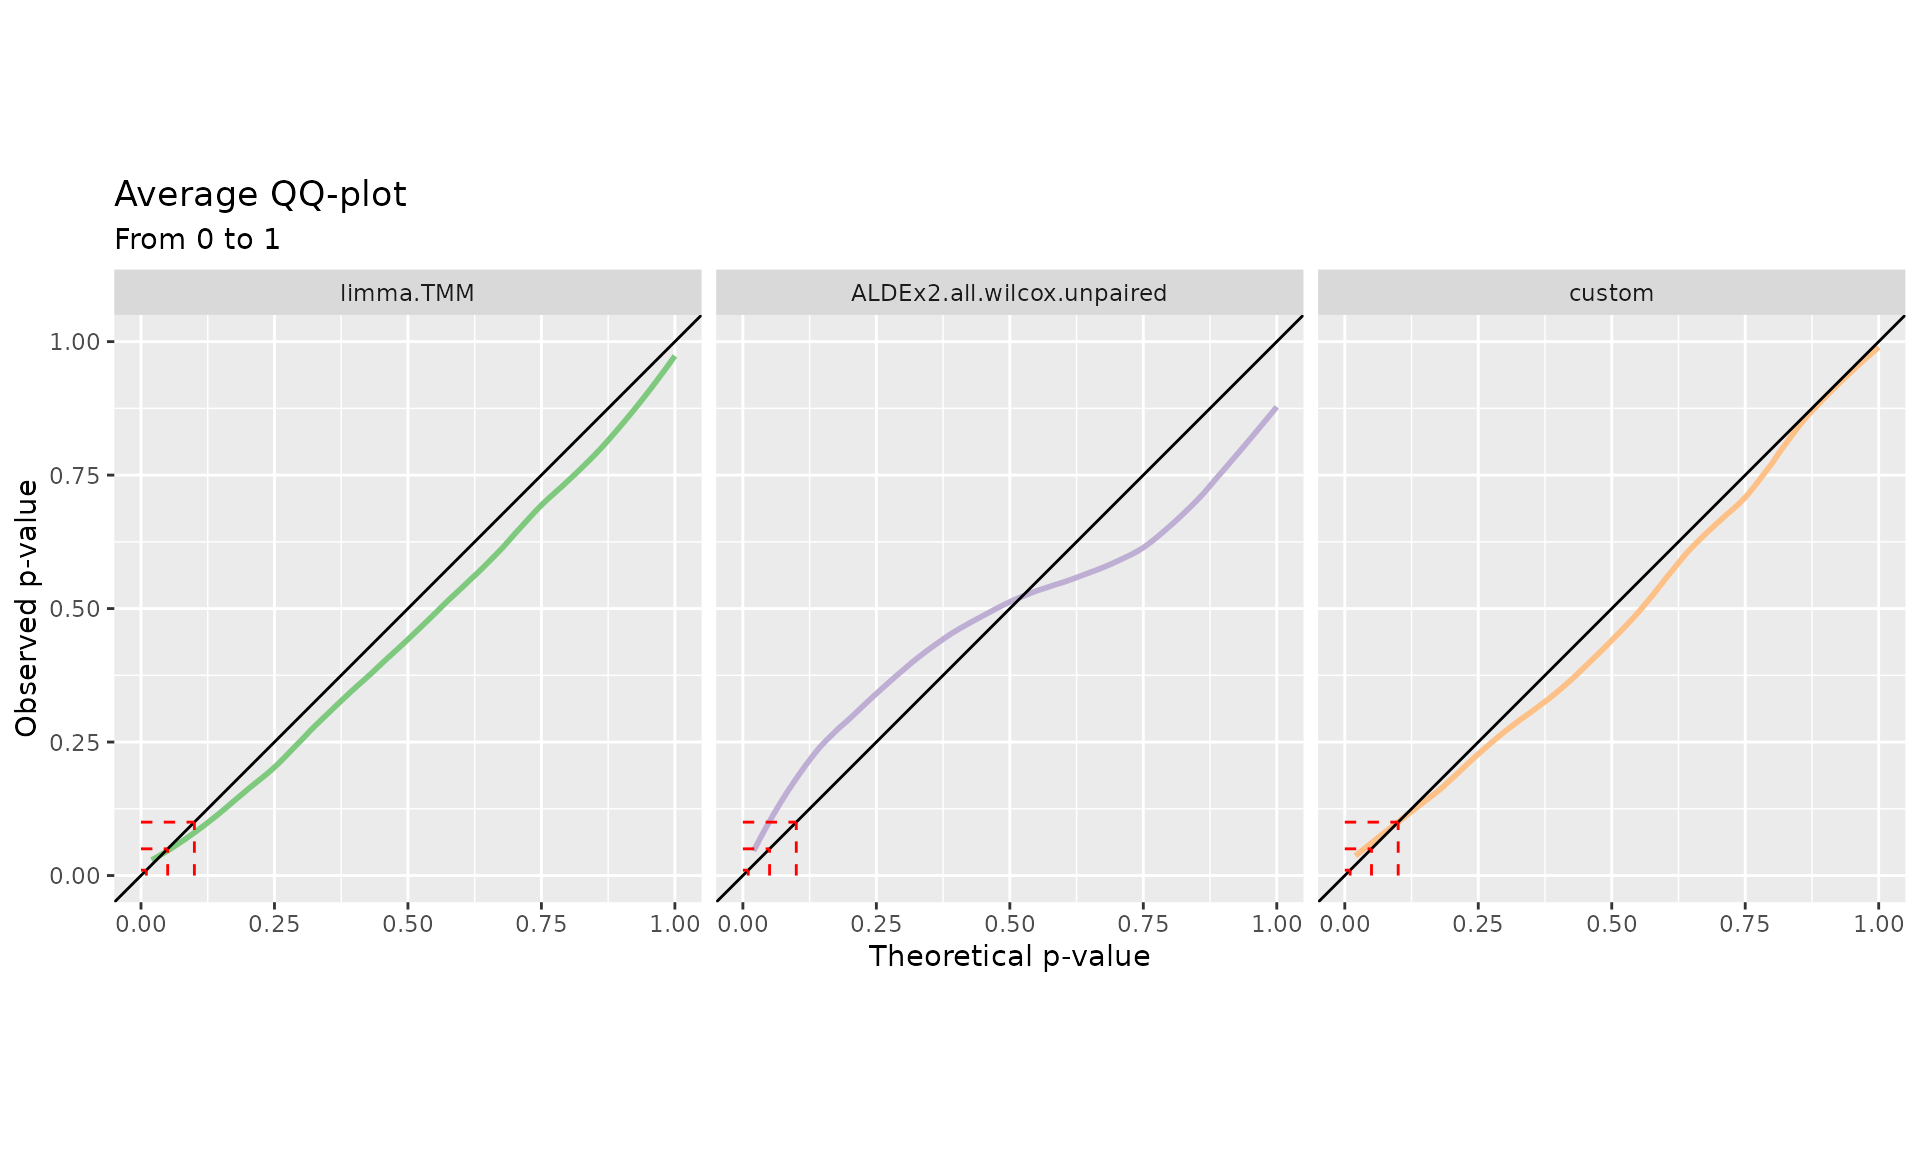 Average QQ-plot
From 0 to 1
limma.TMM ALDEx2.all.wilcox.unpaired custom
1.00
0.75
0.50
0.25
0.00
Observed p-value
0.00 0.25 0.50 0.75 1.00 0.00 0.25 0.50 0.75 1.00 0.00 0.25 0.50 0.75 1.00
Theoretical p-value